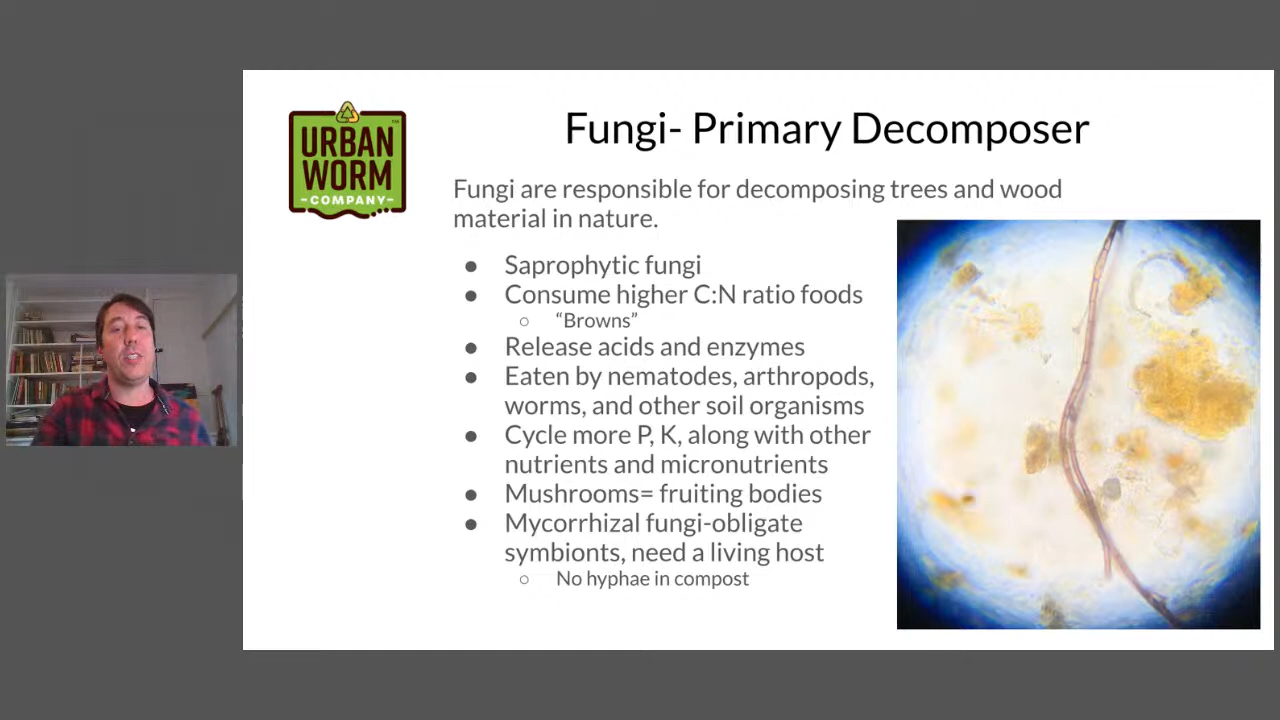 URBAN
WORM
-COMPANY-
™
Fungi- Primary Decomposer
Fungi are responsible for decomposing trees and wood
material in nature.
● Saprophytic fungi
● Consume higher C:N ratio foods
○ “Browns”
● Release acids and enzymes
● Eaten by nematodes, arthropods,
worms, and other soil organisms
● Cycle more P, K, along with other
nutrients and micronutrients
● Mushrooms= fruiting bodies
● Mycorrhizal fungi-obligate
symbionts, need a living host
○ No hyphae in compost